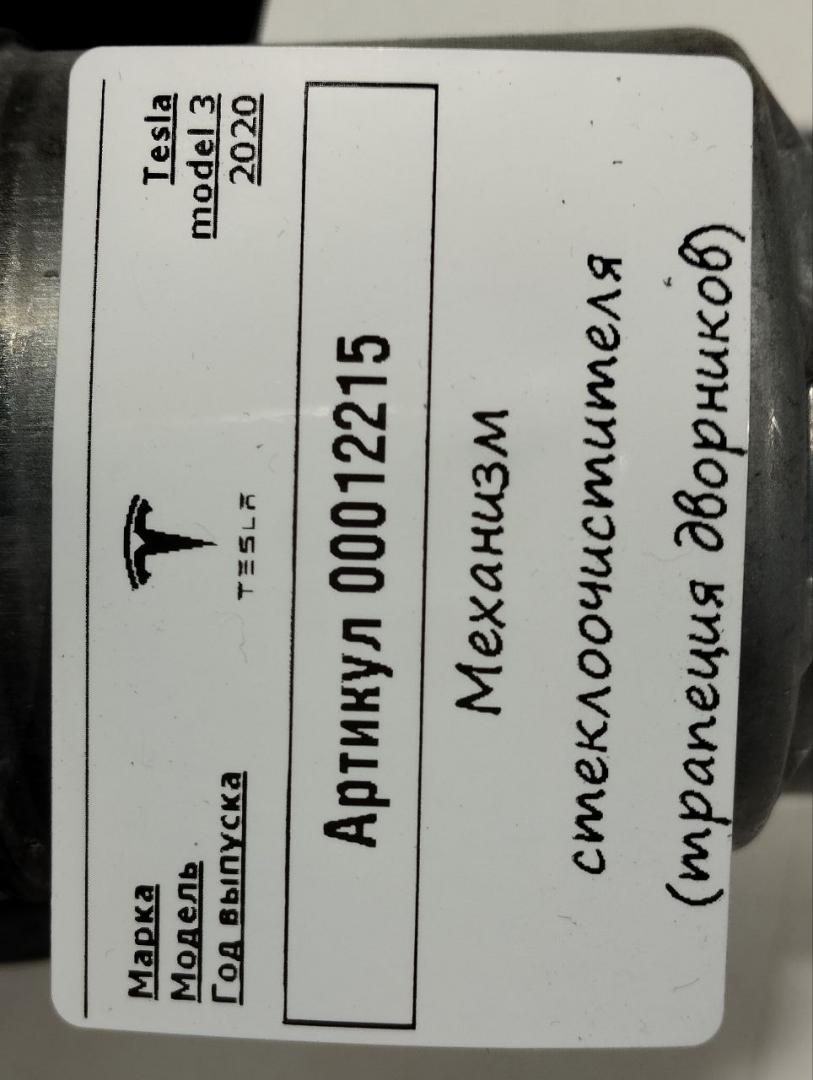 Марка Tesla
Модель model 3
Год выпуска 2020
TESLA
Артикул 00012215
Механизм
стеклоочистителя
(трапеция дворников)